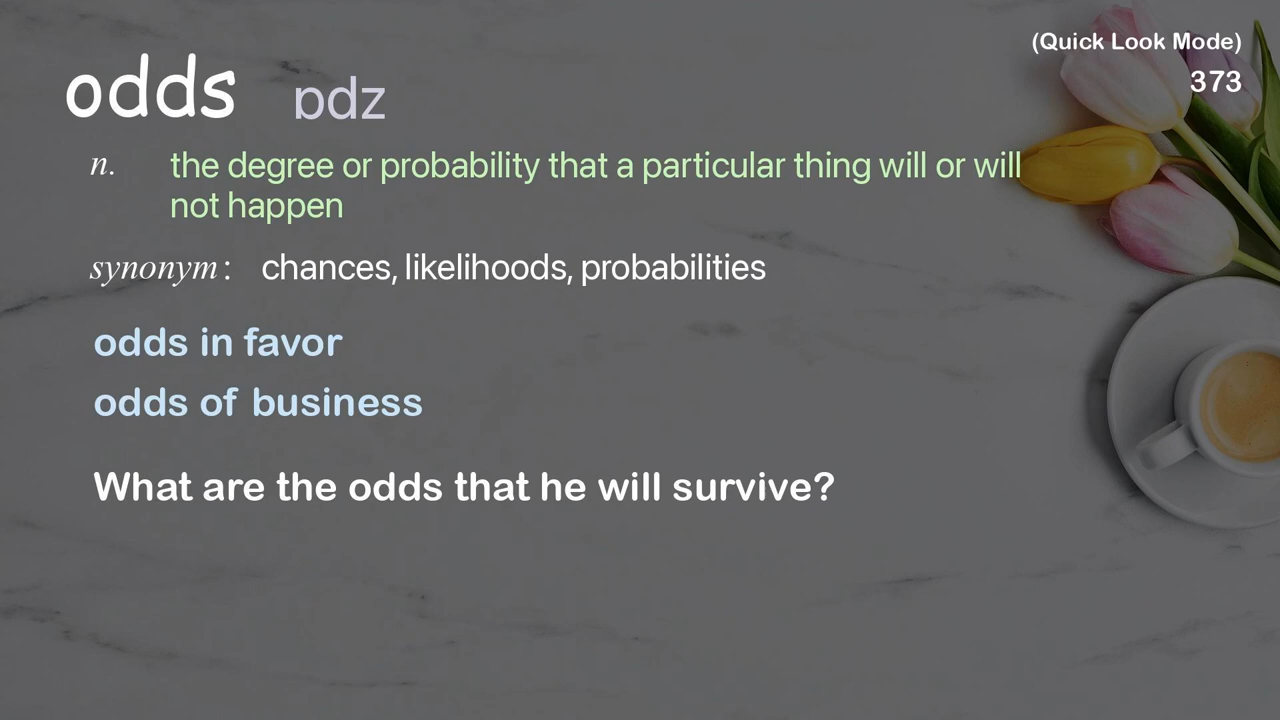 (Quick Look Mode)
373
odds ɒdz
n. the degree or probability that a particular thing will or will
not happen
synonym: chances, likelihoods, probabilities
odds in favor
odds of business
What are the odds that he will survive?